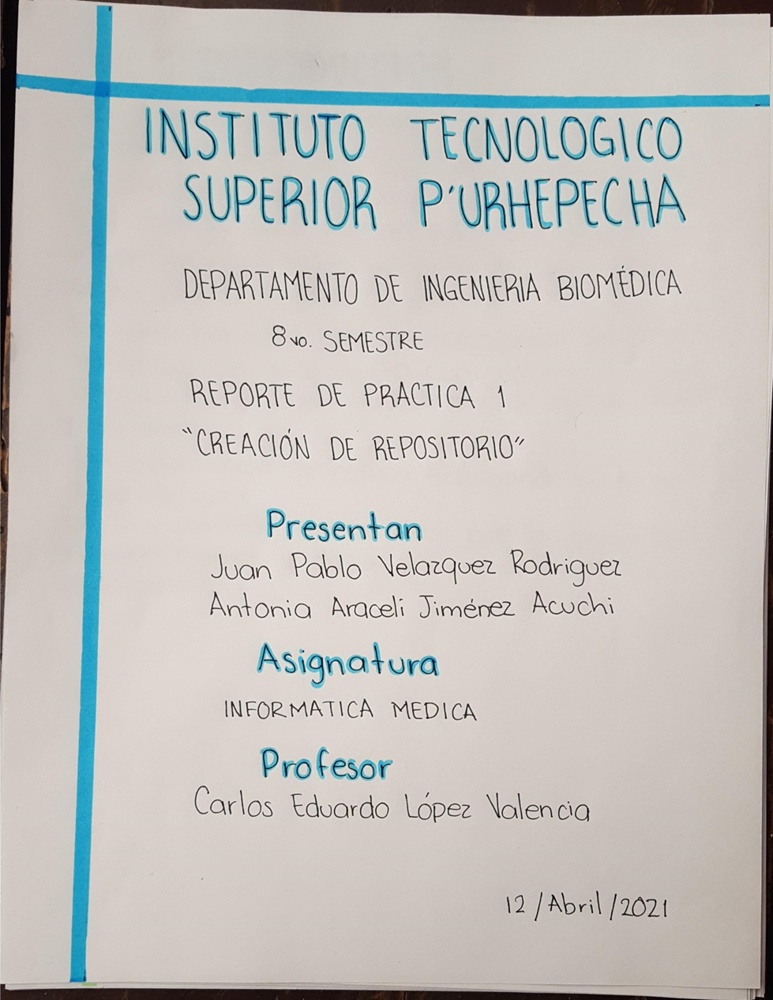 INSTITUTO TECNOLOGICO
SUPERIOR P'URHEPECHA
DEPARTAMENTO DE INGENIERIA BIOMÉDICA
8vo. SEMESTRE
REPORTE DE PRACTICA 1
"CREACIÓN DE REPOSITORIO"
Presentan
Juan Pablo Velazquez Rodriguez
Antonia Araceli Jiménez Acuchi
Asignatura
INFORMATICA MEDICA
Profesor
Carlos Eduardo López Valencia
12/Abril/2021